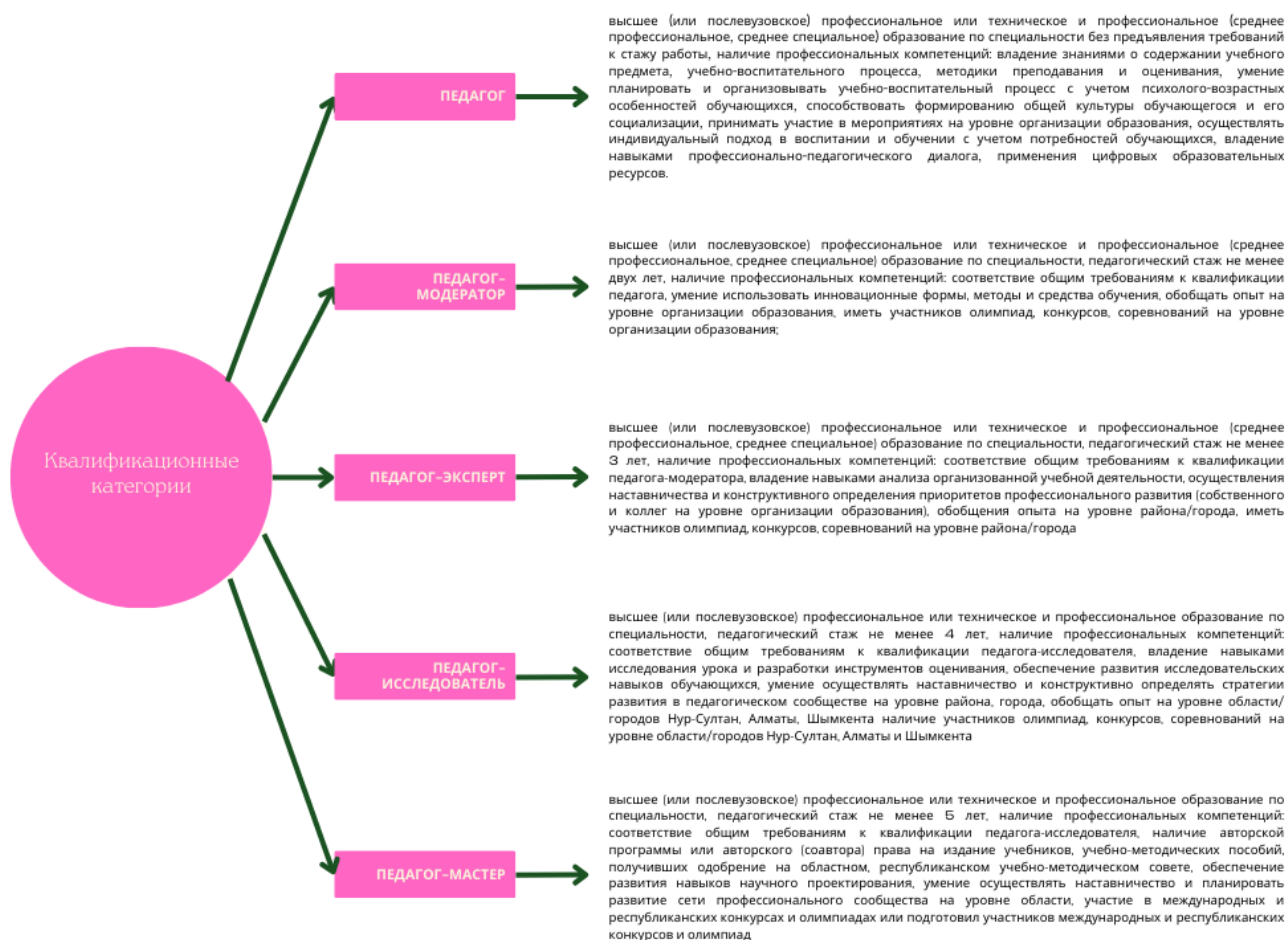 Квалификационные
категории
ПЕДАГОГ
высшее (или послевузовское) профессиональное или техническое и профессиональное (среднее
профессиональное, среднее специальное) образование по специальности без предъявления требований
к стажу работы, наличие профессиональных компетенций: владение знаниями о содержании учебного
предмета, учебно-воспитательного процесса, методики преподавания и оценивания, умение
планировать и организовывать учебно-воспитательный процесс с учетом психолого-возрастных
особенностей обучающихся, способствовать формированию общей культуры обучающегося и его
социализации, принимать участие в мероприятиях на уровне организации образования, осуществлять
индивидуальный подход в воспитании и обучении с учетом потребностей обучающихся, владение
навыками профессионально-педагогического диалога, применения цифровых образовательных
ресурсов.
ПЕДАГОГ-
МОДЕРАТОР
высшее (или послевузовское) профессиональное или техническое и профессиональное (среднее
профессиональное, среднее специальное) образование по специальности, педагогический стаж не менее
двух лет, наличие профессиональных компетенций: соответствие общим требованиям к квалификации
педагога, умение использовать инновационные формы, методы и средства обучения, обобщать опыт на
уровне организации образования, иметь участников олимпиад, конкурсов, соревнований на уровне
организации образования;
ПЕДАГОГ-ЭКСПЕРТ
высшее (или послевузовское) профессиональное или техническое и профессиональное (среднее
профессиональное, среднее специальное) образование по специальности, педагогический стаж не менее
3 лет, наличие профессиональных компетенций: соответствие общим требованиям к квалификации
педагога-модератора, владение навыками анализа организованной учебной деятельности, осуществления
наставничества и конструктивного определения приоритетов профессионального развития (собственного
и коллег на уровне организации образования), обобщения опыта на уровне района/города, иметь
участников олимпиад, конкурсов, соревнований на уровне района/города
ПЕДАГОГ-
ИССЛЕДОВАТЕЛЬ
высшее (или послевузовское) профессиональное или техническое и профессиональное образование по
специальности, педагогический стаж не менее 4 лет, наличие профессиональных компетенций:
соответствие общим требованиям к квалификации педагога-исследователя, владение навыками
исследования урока и разработки инструментов оценивания, обеспечение развития исследовательских
навыков обучающихся, умение осуществлять наставничество и конструктивно определять стратегии
развития в педагогическом сообществе на уровне района, города, обобщать опыт на уровне области/
городов Нур-Султан, Алматы, Шымкента наличие участников олимпиад, конкурсов, соревнований на
уровне области/городов Нур-Султан, Алматы и Шымкента
ПЕДАГОГ-МАСТЕР
высшее (или послевузовское) профессиональное или техническое и профессиональное образование по
специальности, педагогический стаж не менее 5 лет, наличие профессиональных компетенций:
соответствие общим требованиям к квалификации педагога-исследователя, наличие авторской
программы или авторского (соавтора) права на издание учебников, учебно-методических пособий,
получивших одобрение на областном, республиканском учебно-методическом совете, обеспечение
развития навыков научного проектирования, умение осуществлять наставничество и планировать
развитие сети профессионального сообщества на уровне области, участие в международных и
республиканских конкурсах и олимпиадах или подготовил участников международных и республиканских
конкурсов и олимпиад